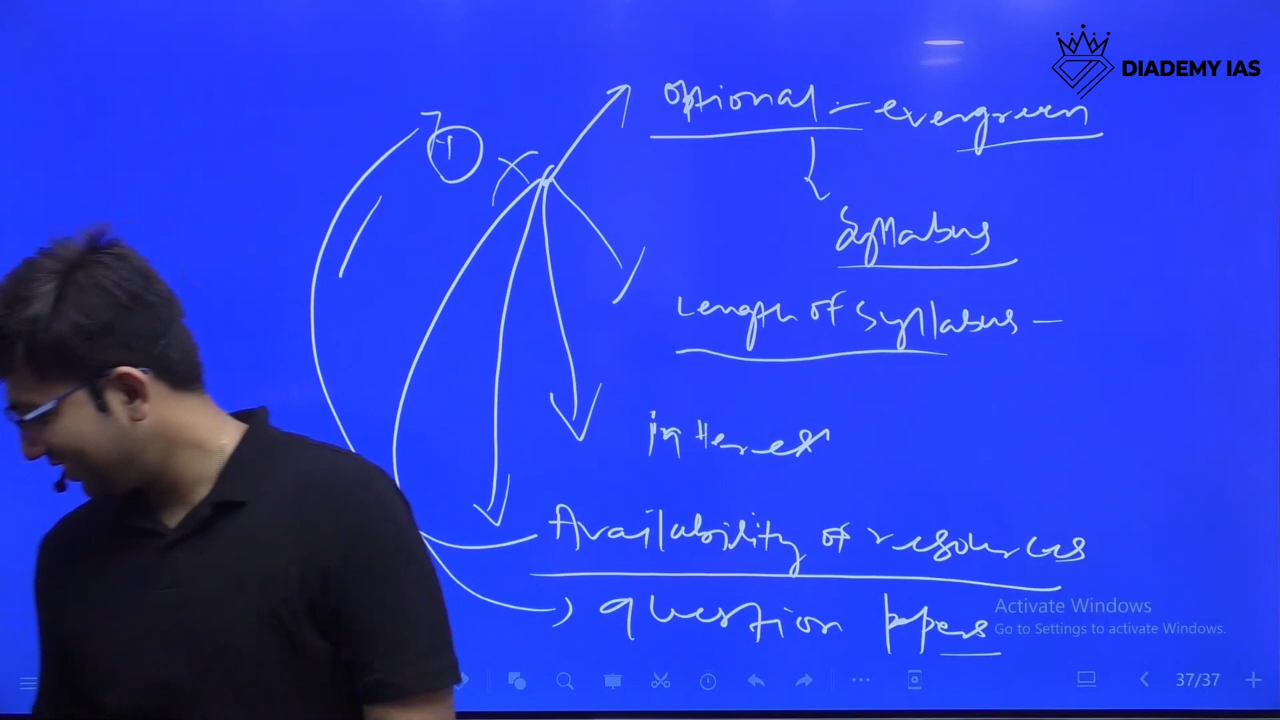 DIADEMY IAS
optional - evergreen
Syllabus
Length of Syllabus -
interest
Availability of resources
question papers
Activate Windows
Go to Settings to activate Windows.
37/37